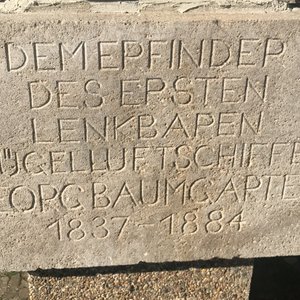 DEM ERFINDER
DES ERSTEN
LENKBAREN
ÜGELLUFTSCHIFFE
EORG BAUMGARTE
1837-1884